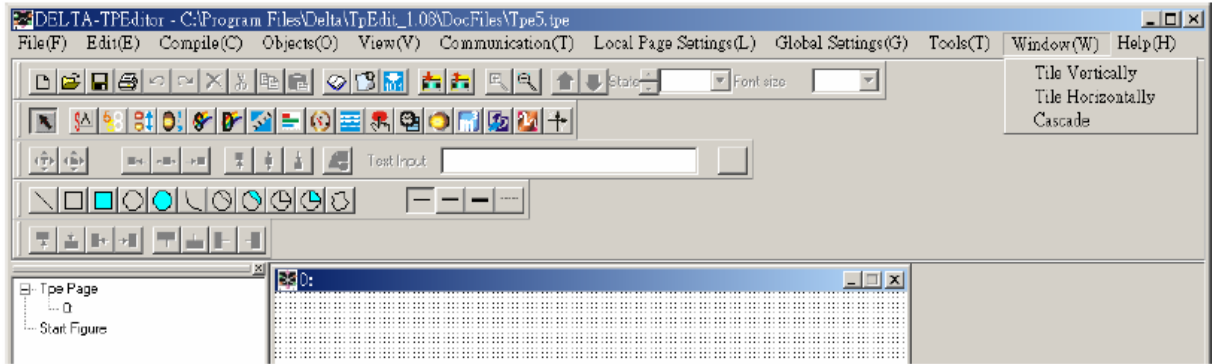 DELTA-TPEditor - C:\Program Files\Delta\TpEdit_1.08\DocFiles\Tpe5.tpe
File(F) Edit(E) Compile(C) Objects(O) View(V) Communication(T) Local Page Settings(L) Global Settings(G) Tools(T) Window(W) Help(H)
Tile Vertically
Tile Horizontally
Cascade
State Font size
Text Input
0:
Tpe Page
0:
Start Figure